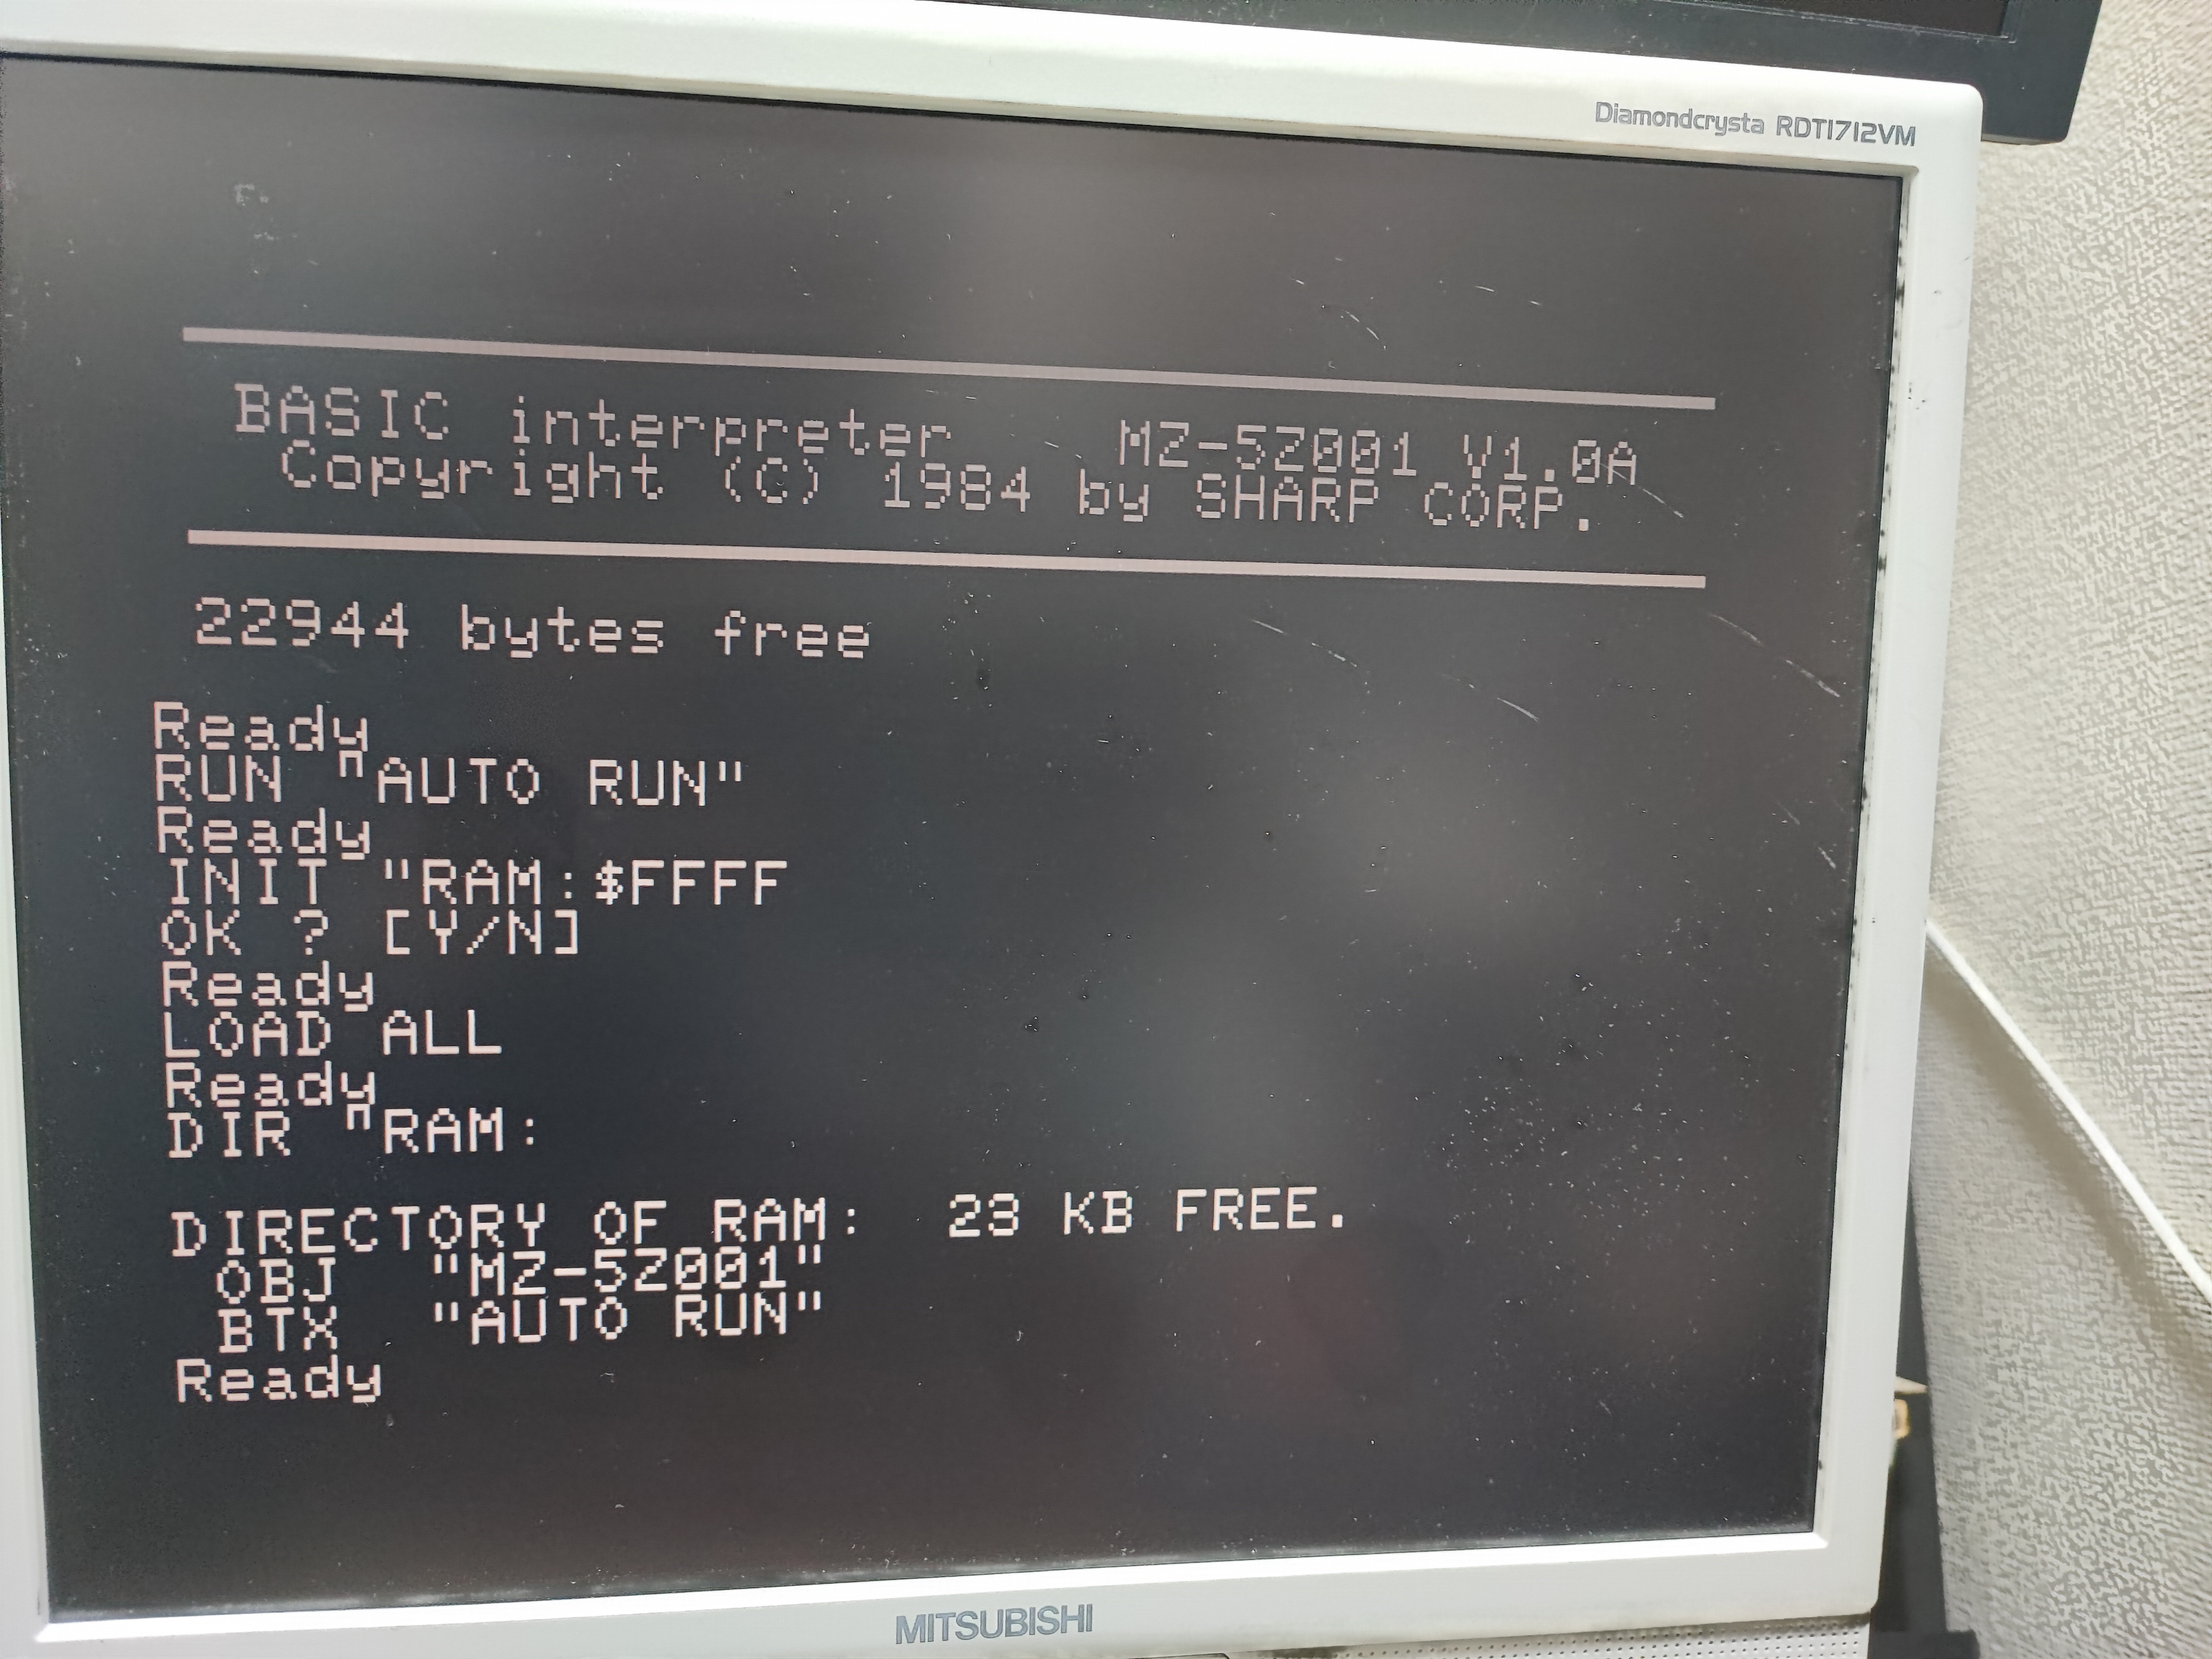 Diamondcrysta RDT1712VM
BASIC interpreter MZ-5Z001 V1.0A
Copyright (C) 1984 by SHARP CORP.
22944 bytes free
Ready
RUN "AUTO RUN"
Ready
INIT "RAM:$FFFF
OK ? [Y/N]
Ready
LOAD ALL
Ready
DIR "RAM:
DIRECTORY OF RAM: 23 KB FREE.
OBJ "MZ-5Z001"
BTX "AUTO RUN"
Ready
MITSUBISHI